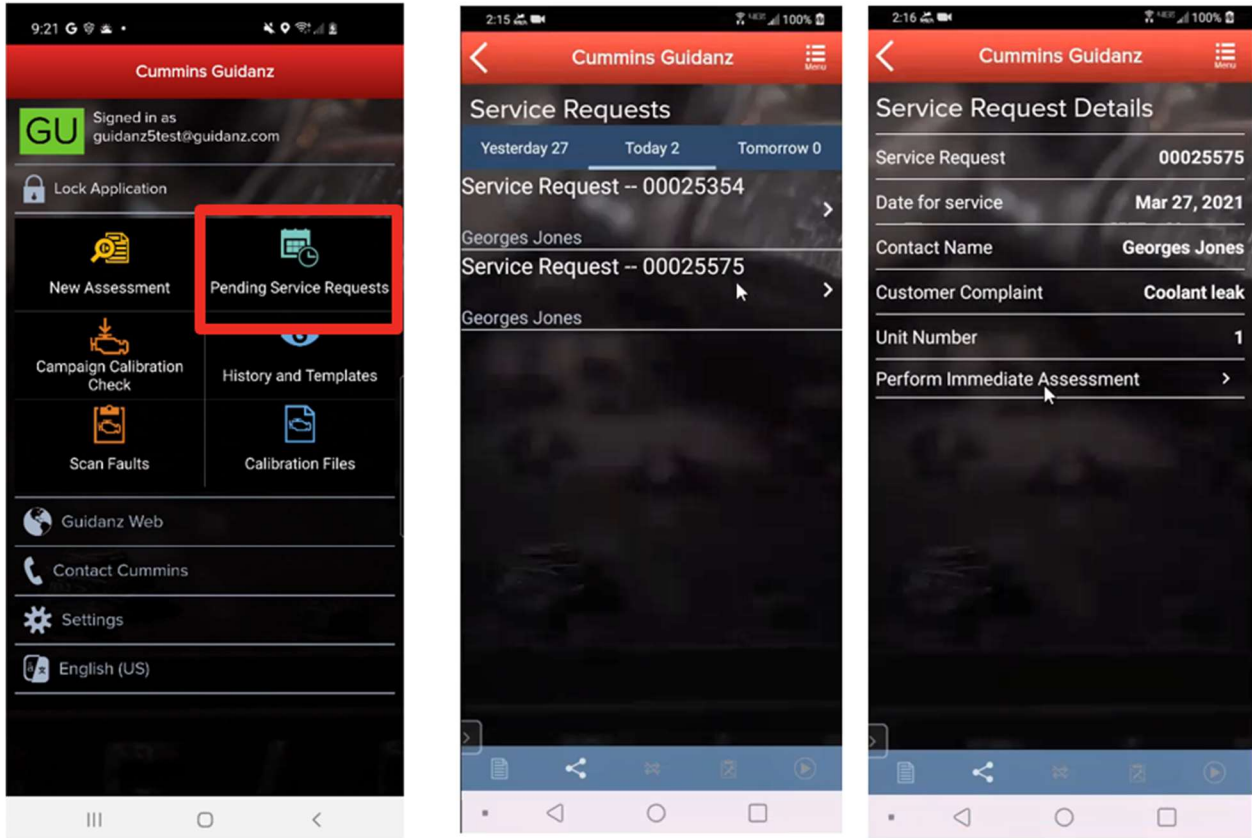 9:21 G
Cummins Guidanz
GU
Signed in as
guidanz5test@guidanz.com
Lock Application
New Assessment
Pending Service Requests
Campaign Calibration
Check
History and Templates
Scan Faults
Calibration Files
Guidanz Web
Contact Cummins
Settings
English (US)
2:15
100%
Cummins Guidanz
Menu
Service Requests
Yesterday 27 Today 2 Tomorrow 0
Service Request -- 00025354
Georges Jones
Service Request -- 00025575
Georges Jones
2:16
100%
Cummins Guidanz
Menu
Service Request Details
Service Request 00025575
Date for service Mar 27, 2021
Contact Name Georges Jones
Customer Complaint Coolant leak
Unit Number 1
Perform Immediate Assessment